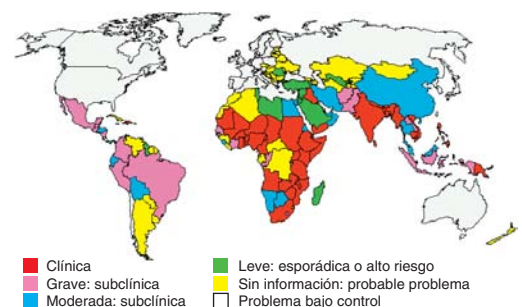 Clínica
Grave: subclínica
Moderada: subclínica
Leve: esporádica o alto riesgo
Sin información: probable problema
Problema bajo control